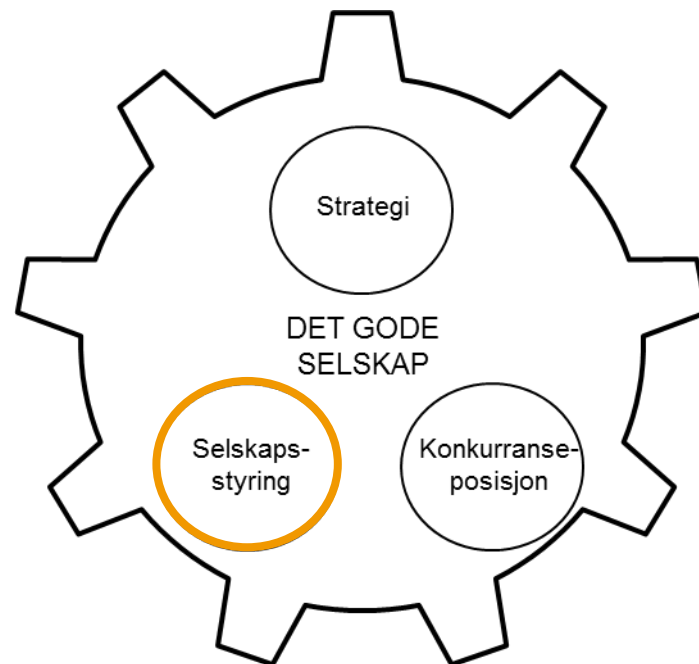 Strategi
DET GODE
SELSKAP
Selskaps-
styring
Konkurranse-
posisjon